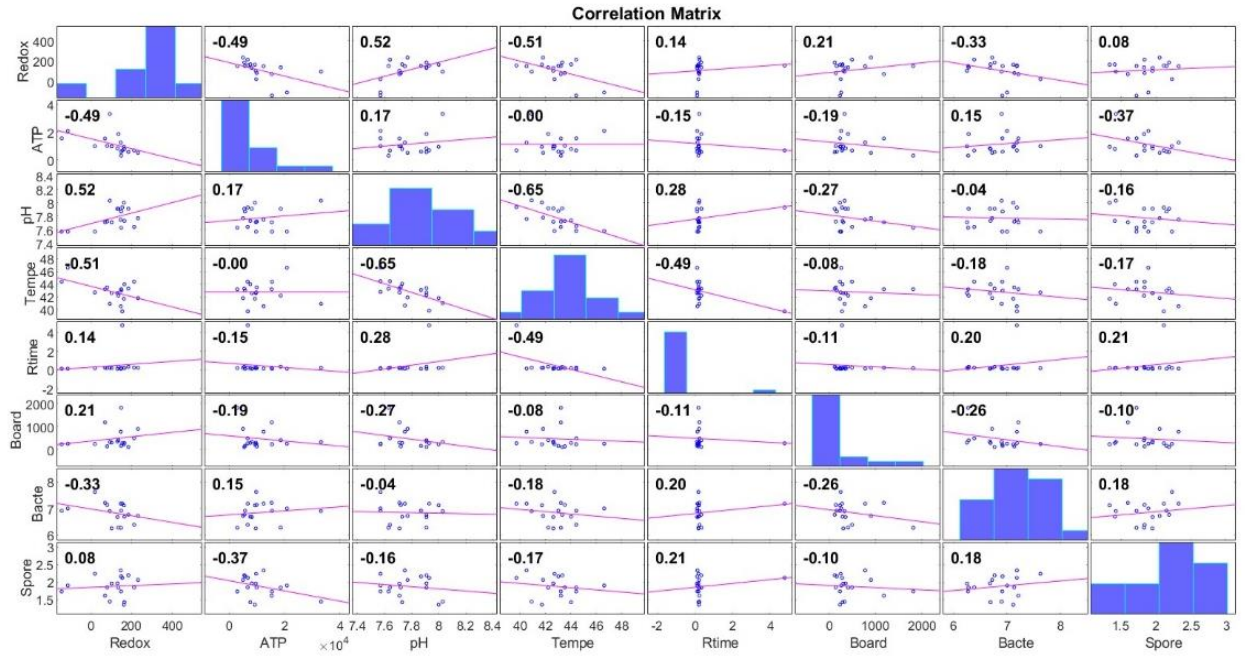 Correlation Matrix
Redox 400 200 0 -0.49 0.52 -0.51 0.14 0.21 -0.33 0.08
ATP 4 2 0 -0.49 0.17 -0.00 -0.15 -0.19 0.15 -0.37
pH 8.4 8.2 8 7.8 7.6 7.4 0.52 0.17 -0.65 0.28 -0.27 -0.04 -0.16
Tempe 48 46 44 42 40 -0.51 -0.00 -0.65 -0.49 -0.08 -0.18 -0.17
Rtime 4 2 0 -2 0.14 -0.15 0.28 -0.49 -0.11 0.20 0.21
Board 2000 1000 0 0.21 -0.19 -0.27 -0.08 -0.11 -0.26 -0.10
Bacte 8 7 6 -0.33 0.15 -0.04 -0.18 0.20 -0.26 0.18
Spore 3 2.5 2 1.5 0.08 -0.37 -0.16 -0.17 0.21 -0.10 0.18
0 200 400 0 2 4 7.4 7.6 7.8 8 8.2 8.4 40 42 44 46 48 -2 0 2 4 0 1000 2000 6 7 8 1.5 2 2.5 3
Redox ATP ×10⁴ pH Tempe Rtime Board Bacte Spore